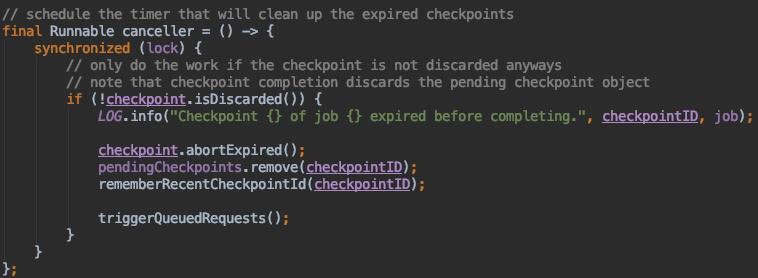 // schedule the timer that will clean up the expired checkpoints
final Runnable canceller = () -> {
    synchronized (lock) {
        // only do the work if the checkpoint is not discarded anyways
        // note that checkpoint completion discards the pending checkpoint object
        if (!checkpoint.isDiscarded()) {
            LOG.info("Checkpoint {} of job {} expired before completing.", checkpointID, job);

            checkpoint.abortExpired();
            pendingCheckpoints.remove(checkpointID);
            rememberRecentCheckpointId(checkpointID);

            triggerQueuedRequests();
        }
    }
};